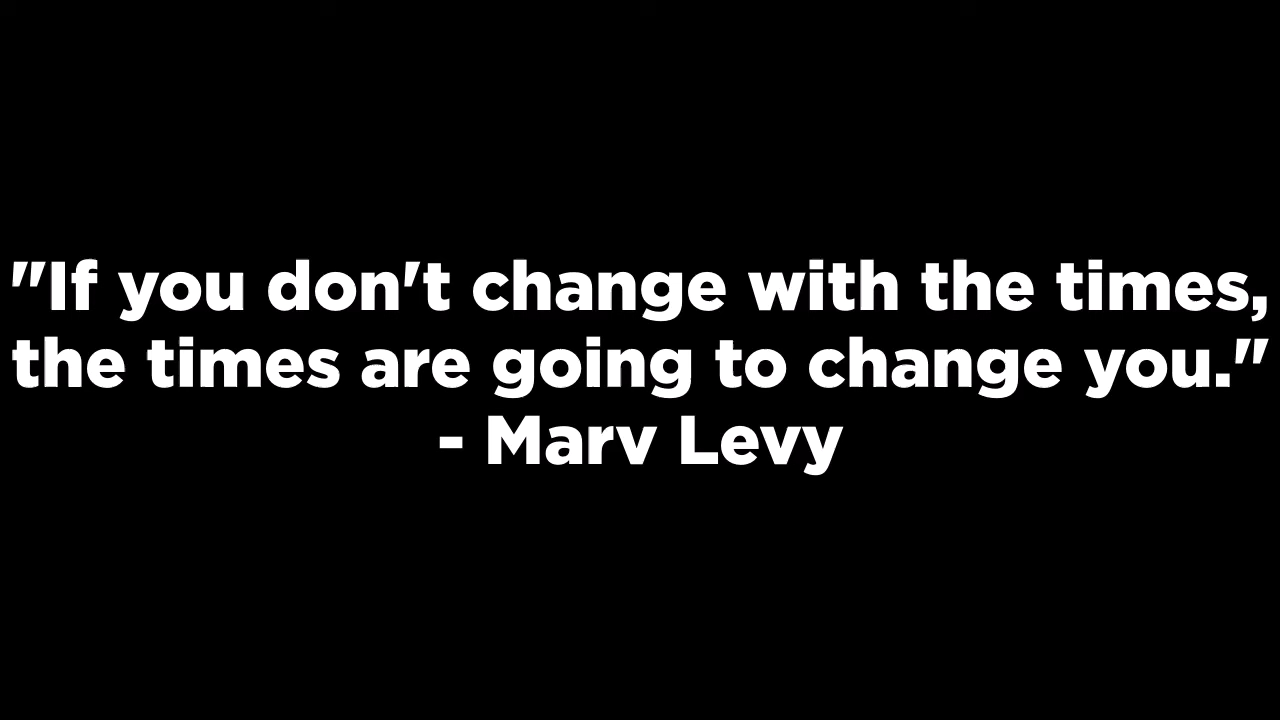 "If you don't change with the times,
the times are going to change you."
- Marv Levy